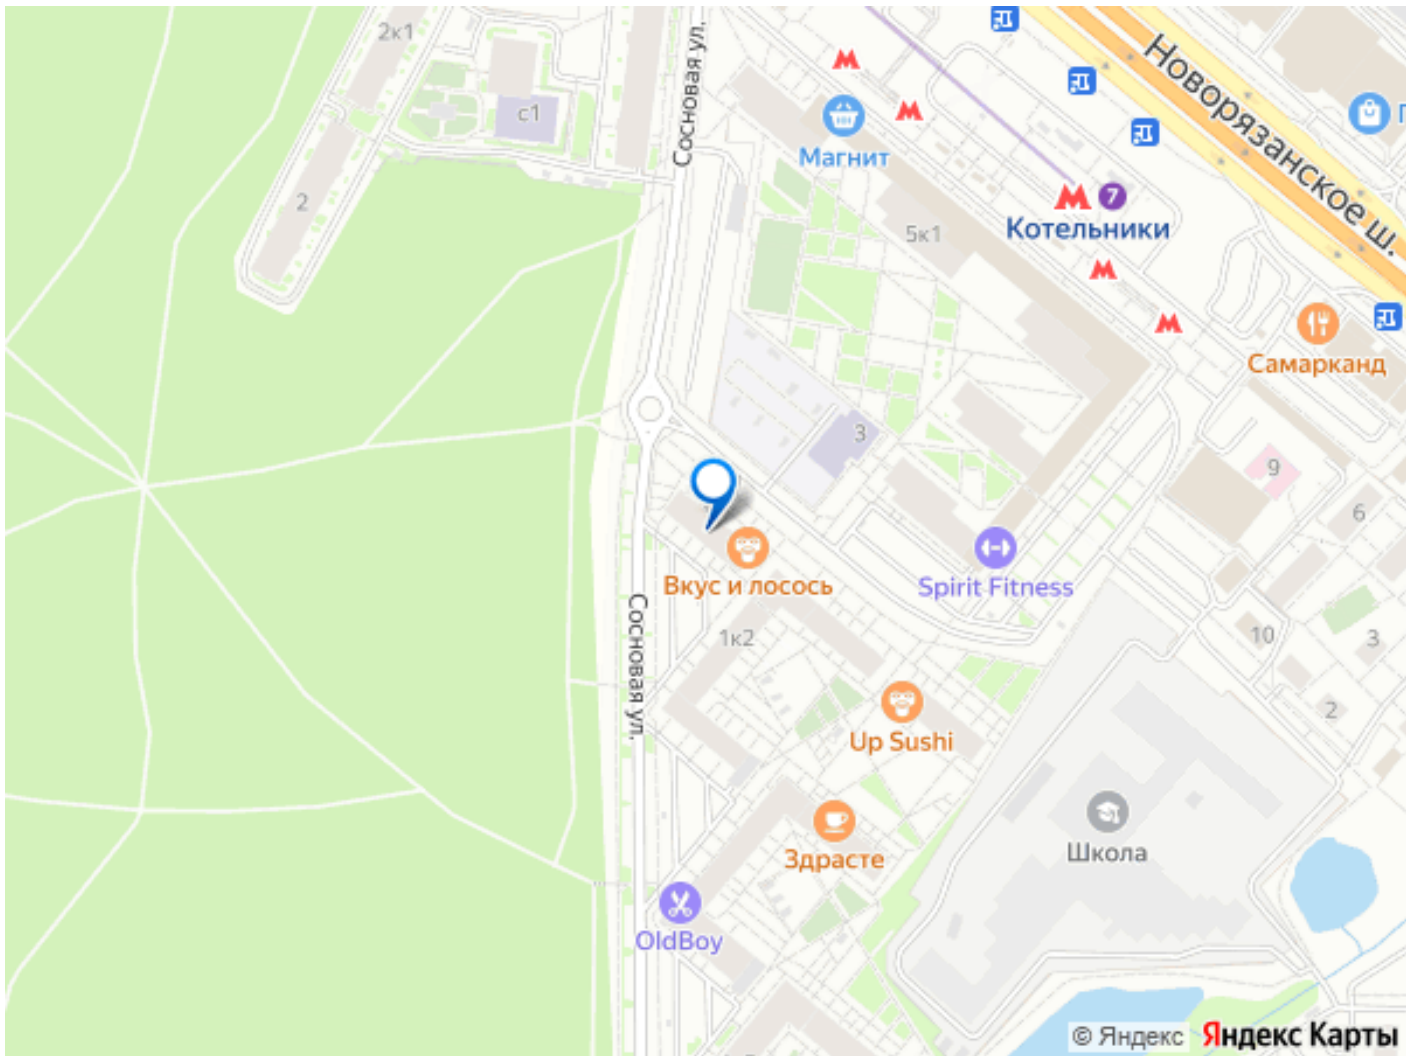 2к1
Сосновая ул.
Новорязанское ш.
с1
Магнит
П
2
7
Котельники
5к1
Самарканд
3
9
6
Вкус и лосось
Spirit Fitness
Сосновая ул.
1к2
10
3
2
Up Sushi
Здрасте
Школа
OldBoy
© Яндекс Яндекс Карты